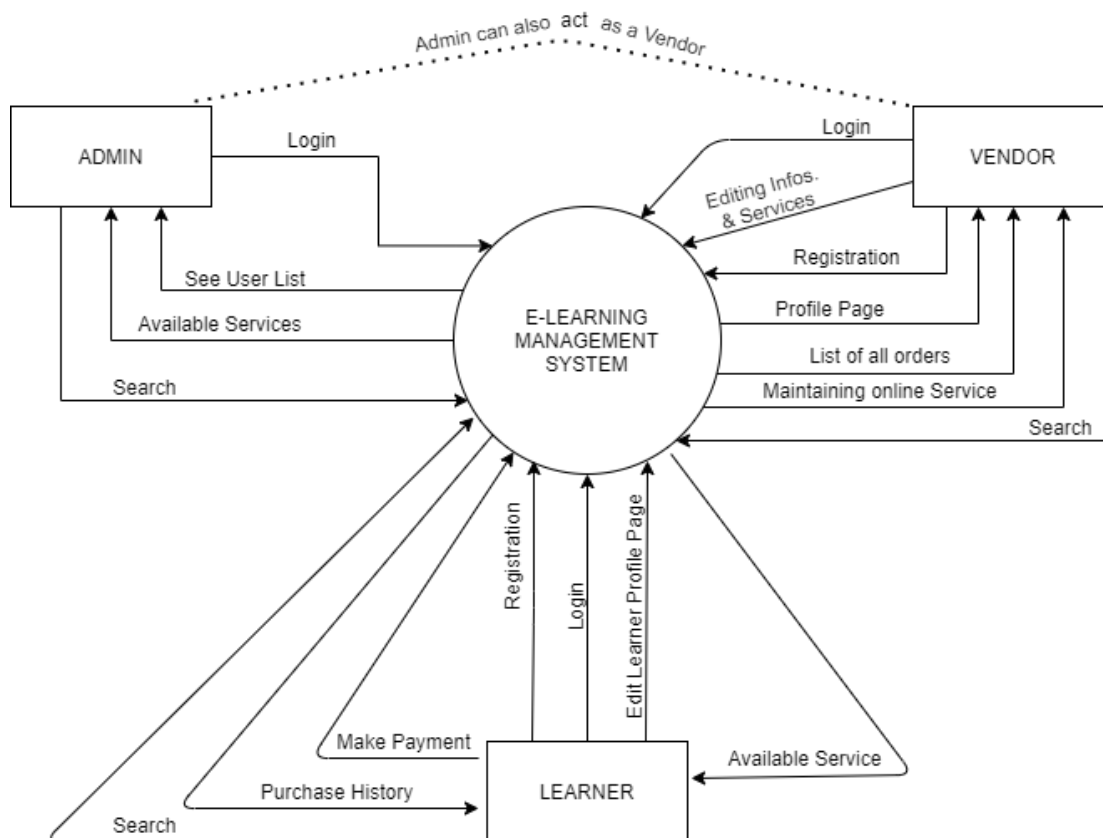 Admin can also act as a Vendor
ADMIN
Login
Login
VENDOR
Editing Infos.
& Services
Registration
See User List
E-LEARNING
MANAGEMENT
SYSTEM
Profile Page
Available Services
List of all orders
Search
Maintaining online Service
Search
Registration
Login
Edit Learner Profile Page
Make Payment
Available Service
Purchase History
LEARNER
Search